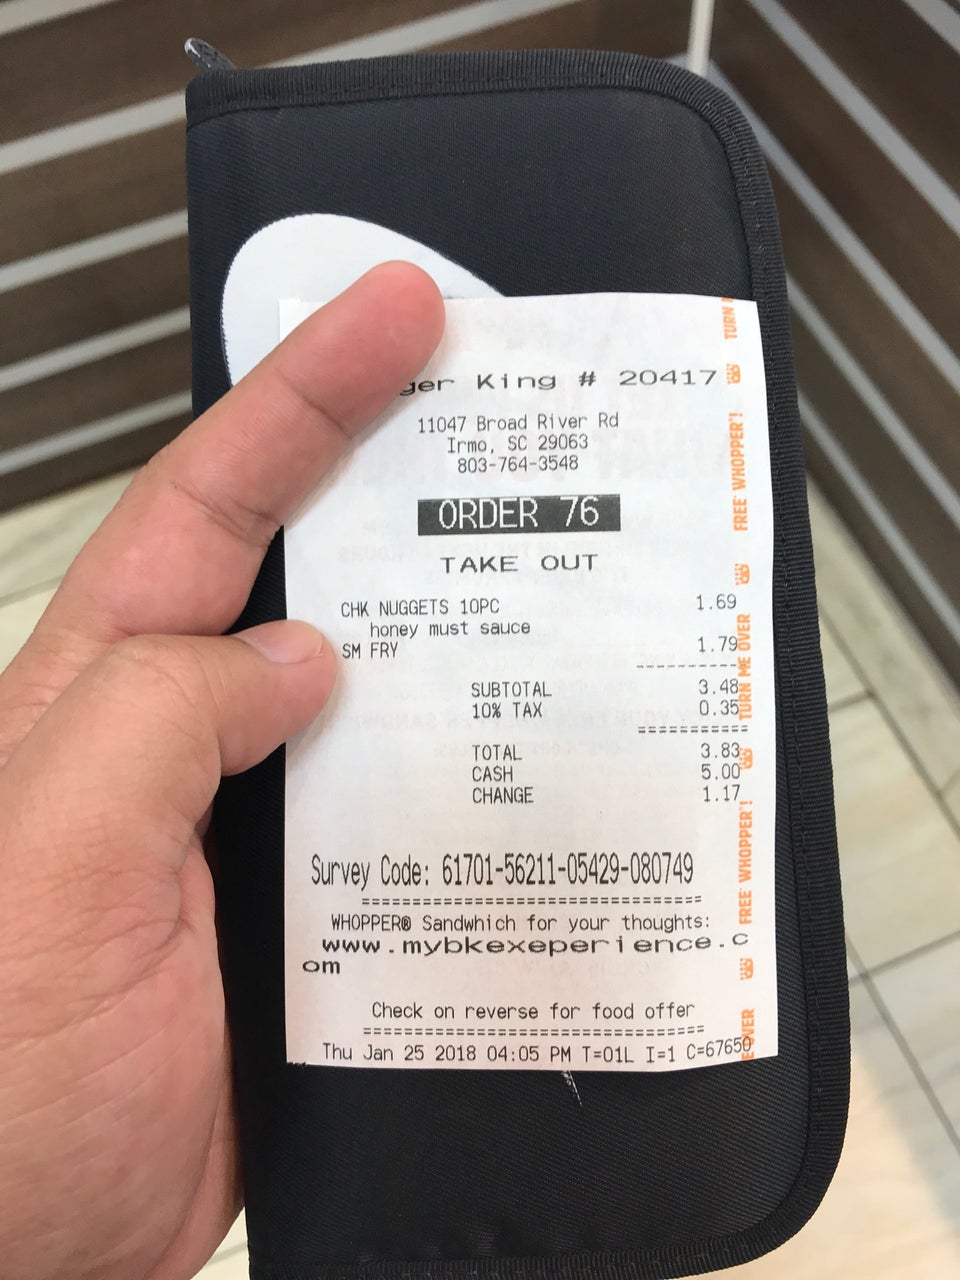 ger King # 20417
11047 Broad River Rd
Irmo, SC 29063
803-764-3548
ORDER 76
TAKE OUT
CHK NUGGETS 10PC 1.69
honey must sauce
SM FRY 1.79
SUBTOTAL 3.48
10% TAX 0.35
TOTAL 3.83
CASH 5.00
CHANGE 1.17
Survey Code: 61701-56211-05429-080749
WHOPPER® Sandwhich for your thoughts:
www.mybkexeperience.c
om
Check on reverse for food offer
Thu Jan 25 2018 04:05 PM T=01L I=1 C=67650
TURN
FREE WHOPPER'!
TURN ME OVER
FREE WHOPPER'!
E OVER